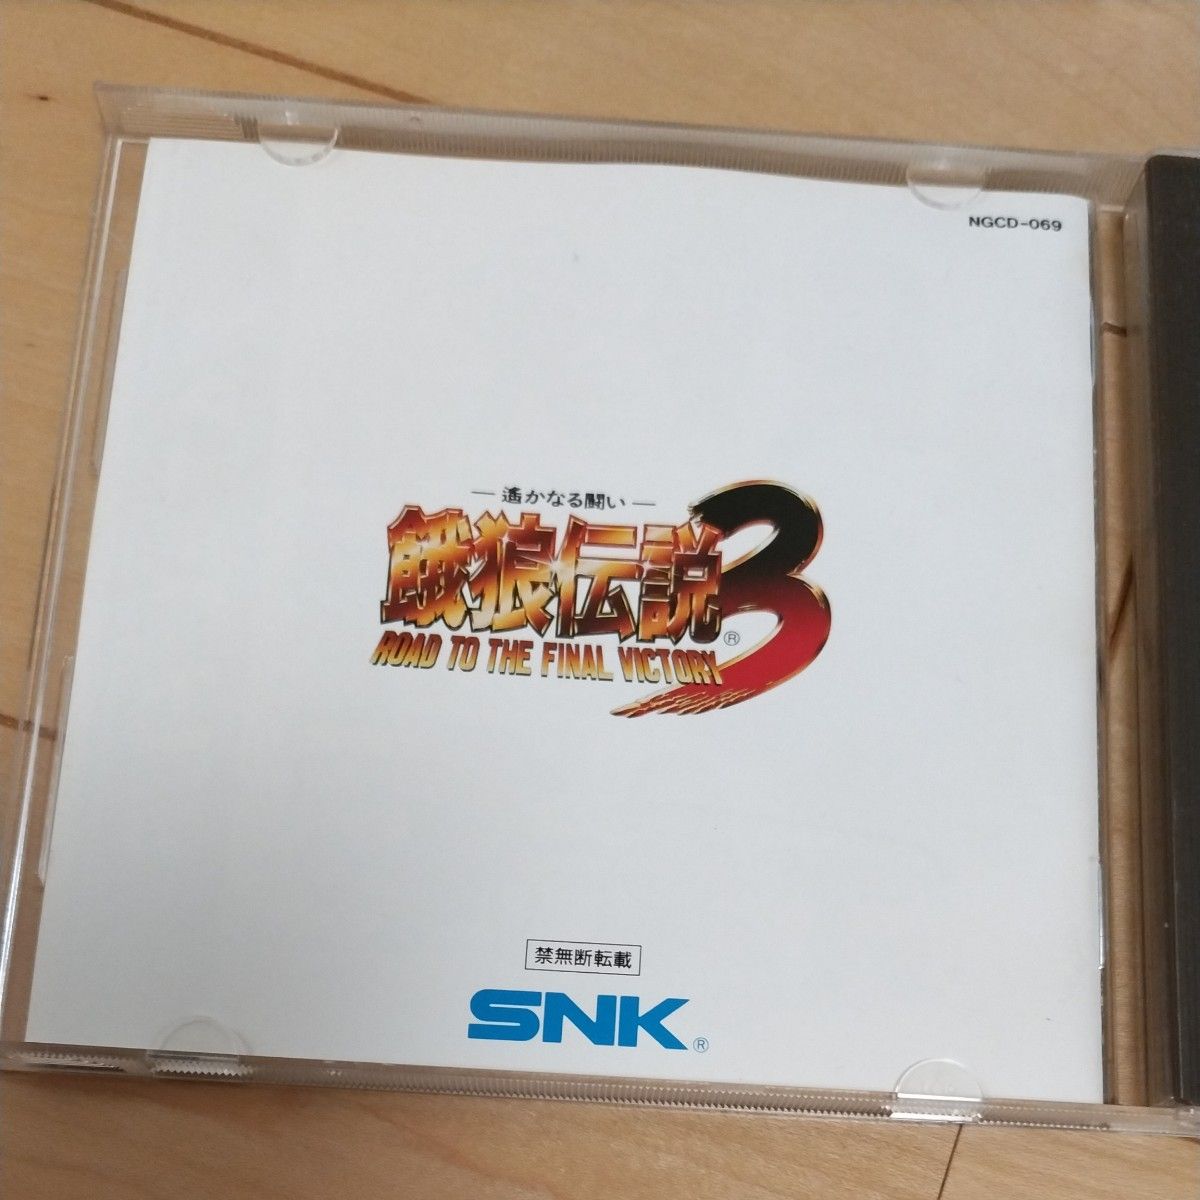 NGCD-069
― 遙かなる闘い ―
餓狼伝説3
ROAD TO THE FINAL VICTORY ®
禁無断転載
SNK ®